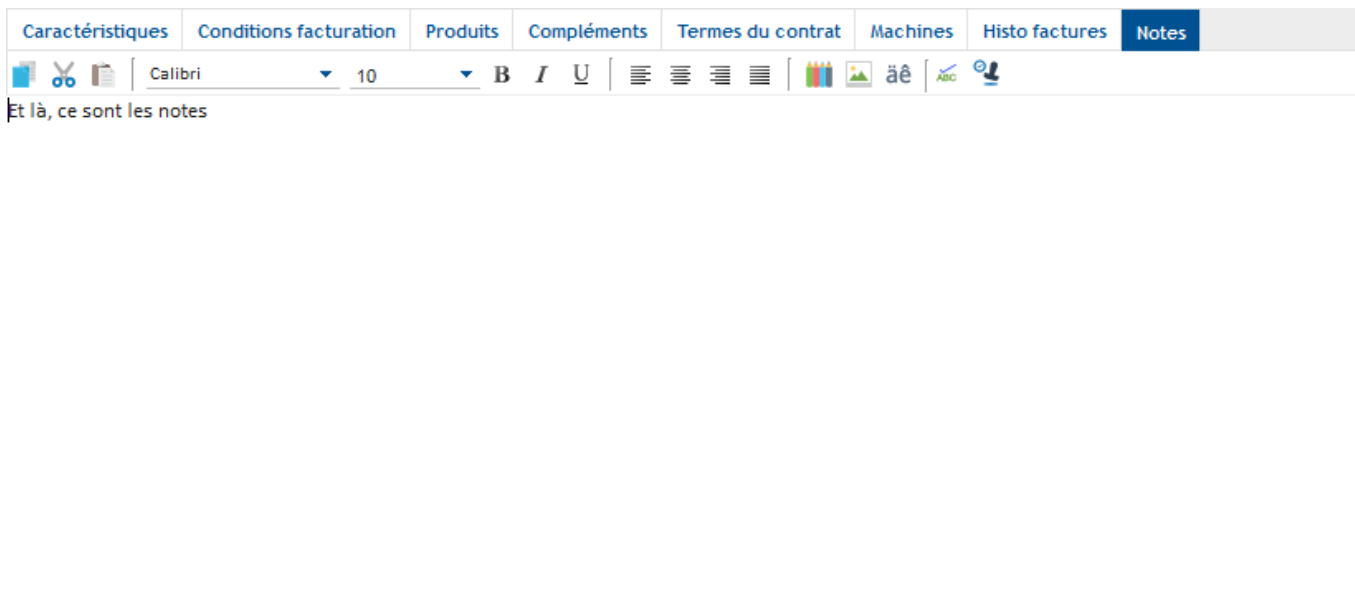 Caractéristiques Conditions facturation Produits Compléments Termes du contrat Machines Histo factures Notes
Calibri 10 B I U äê ABC
Et là, ce sont les notes